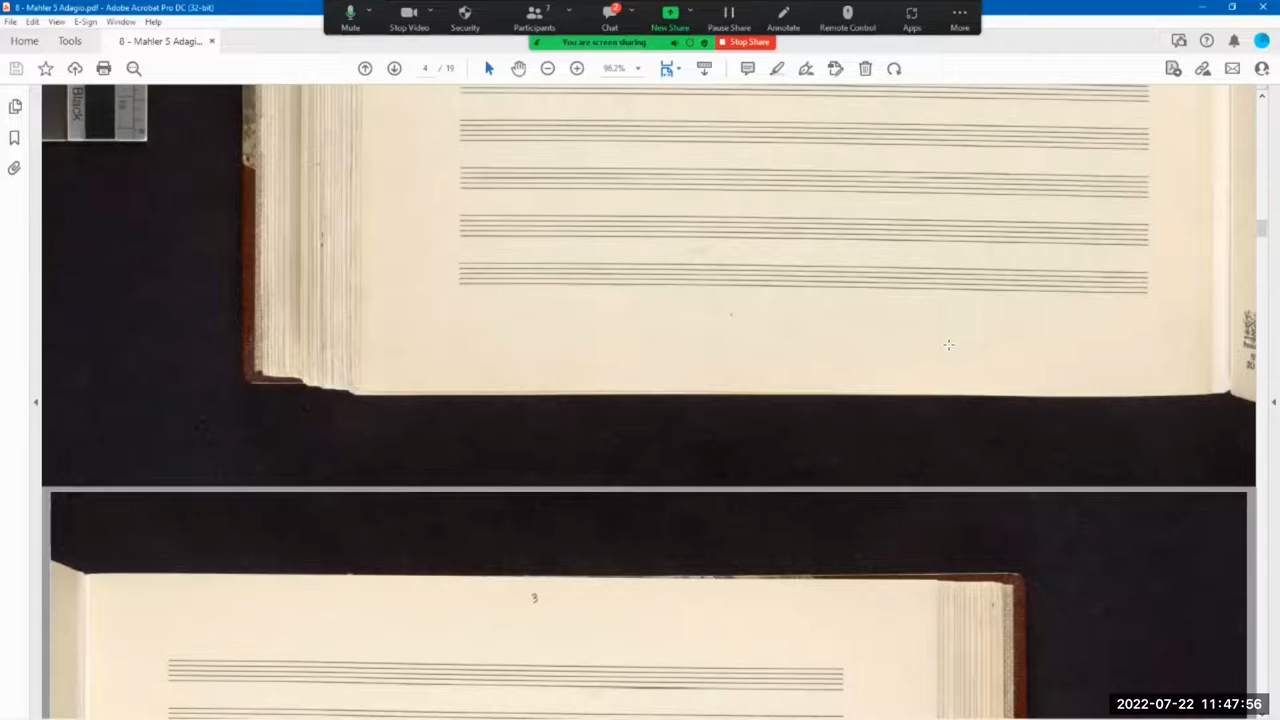 8 - Mahler 5 Adagio.pdf - Adobe Acrobat Pro DC (32-bit)
File Edit View E-Sign Window Help
Mute Stop Video Security Participants 7 Chat 2 New Share Pause Share Annotate Remote Control Apps More
You are screen sharing Stop Share
Home Tools 8 - Mahler 5 Adagi... ×
4 / 19 96.2%
Black
3
2022-07-22 11:47:56